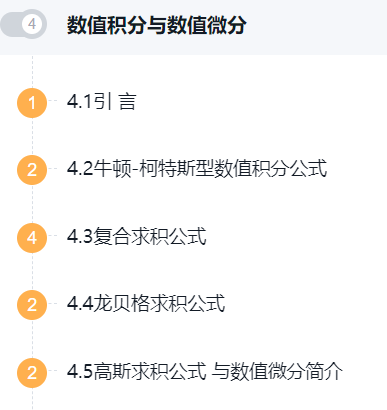 4 数值积分与数值微分
1 4.1引 言
2 4.2牛顿-柯特斯型数值积分公式
4 4.3复合求积公式
2 4.4龙贝格求积公式
2 4.5高斯求积公式 与数值微分简介